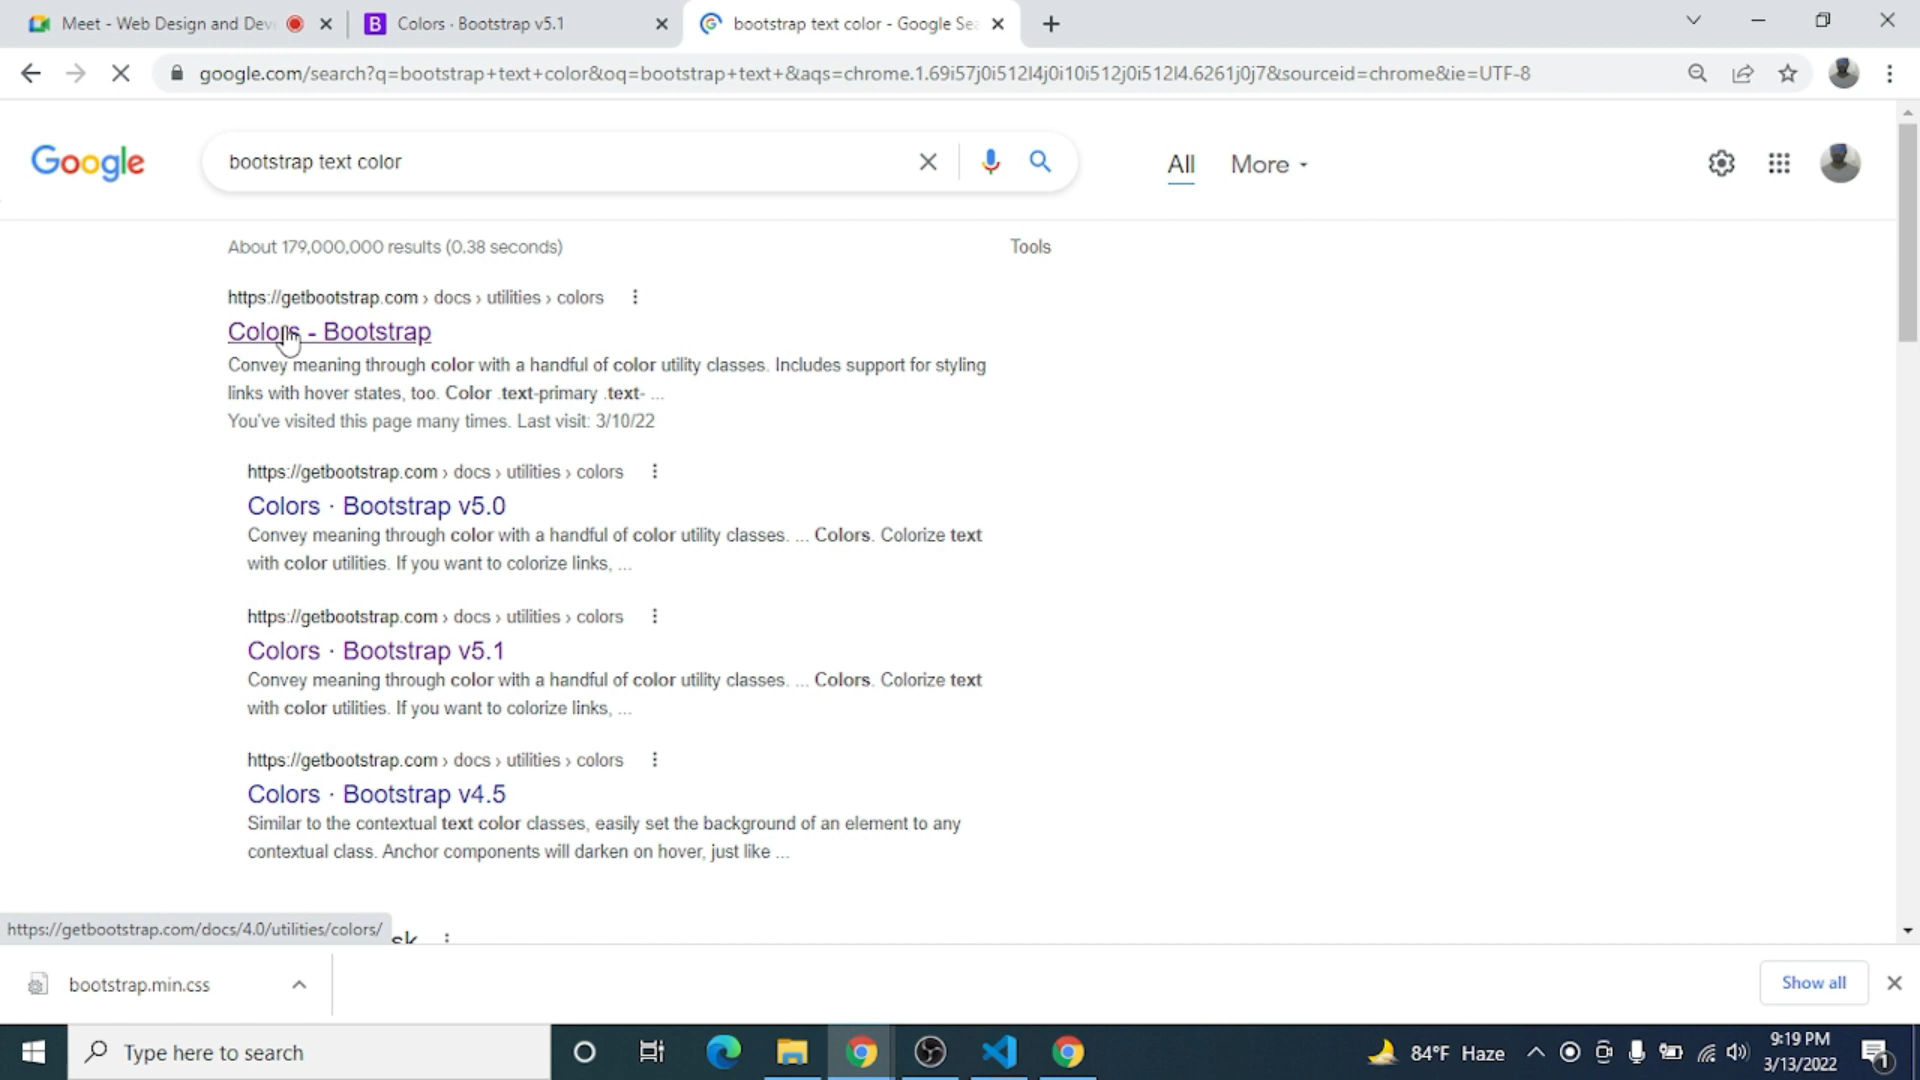 Meet - Web Design and Dev
Colors · Bootstrap v5.1
bootstrap text color - Google Sea
google.com/search?q=bootstrap+text+color&oq=bootstrap+text+&aqs=chrome.1.69i57j0i512l4j0i10i512j0i512l4.6261j0j7&sourceid=chrome&ie=UTF-8
Google
bootstrap text color
All
More
About 179,000,000 results (0.38 seconds)
Tools
https://getbootstrap.com › docs › utilities › colors
Colors - Bootstrap
Convey meaning through color with a handful of color utility classes. Includes support for styling
links with hover states, too. Color .text-primary .text- ...
You've visited this page many times. Last visit: 3/10/22
https://getbootstrap.com › docs › utilities › colors
Colors · Bootstrap v5.0
Convey meaning through color with a handful of color utility classes. ... Colors. Colorize text
with color utilities. If you want to colorize links, ...
https://getbootstrap.com › docs › utilities › colors
Colors · Bootstrap v5.1
Convey meaning through color with a handful of color utility classes. ... Colors. Colorize text
with color utilities. If you want to colorize links, ...
https://getbootstrap.com › docs › utilities › colors
Colors · Bootstrap v4.5
Similar to the contextual text color classes, easily set the background of an element to any
contextual class. Anchor components will darken on hover, just like ...
https://getbootstrap.com/docs/4.0/utilities/colors/
bootstrap.min.css
Show all
Type here to search
84°F Haze
9:19 PM
3/13/2022
1